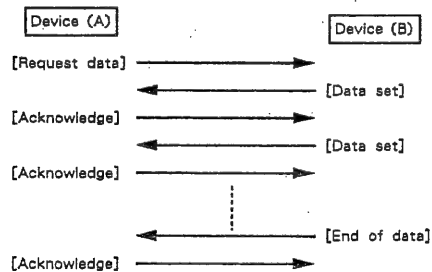 Device (A)
Device (B)
[Request data]
[Data set]
[Acknowledge]
[Data set]
[Acknowledge]
[End of data]
[Acknowledge]